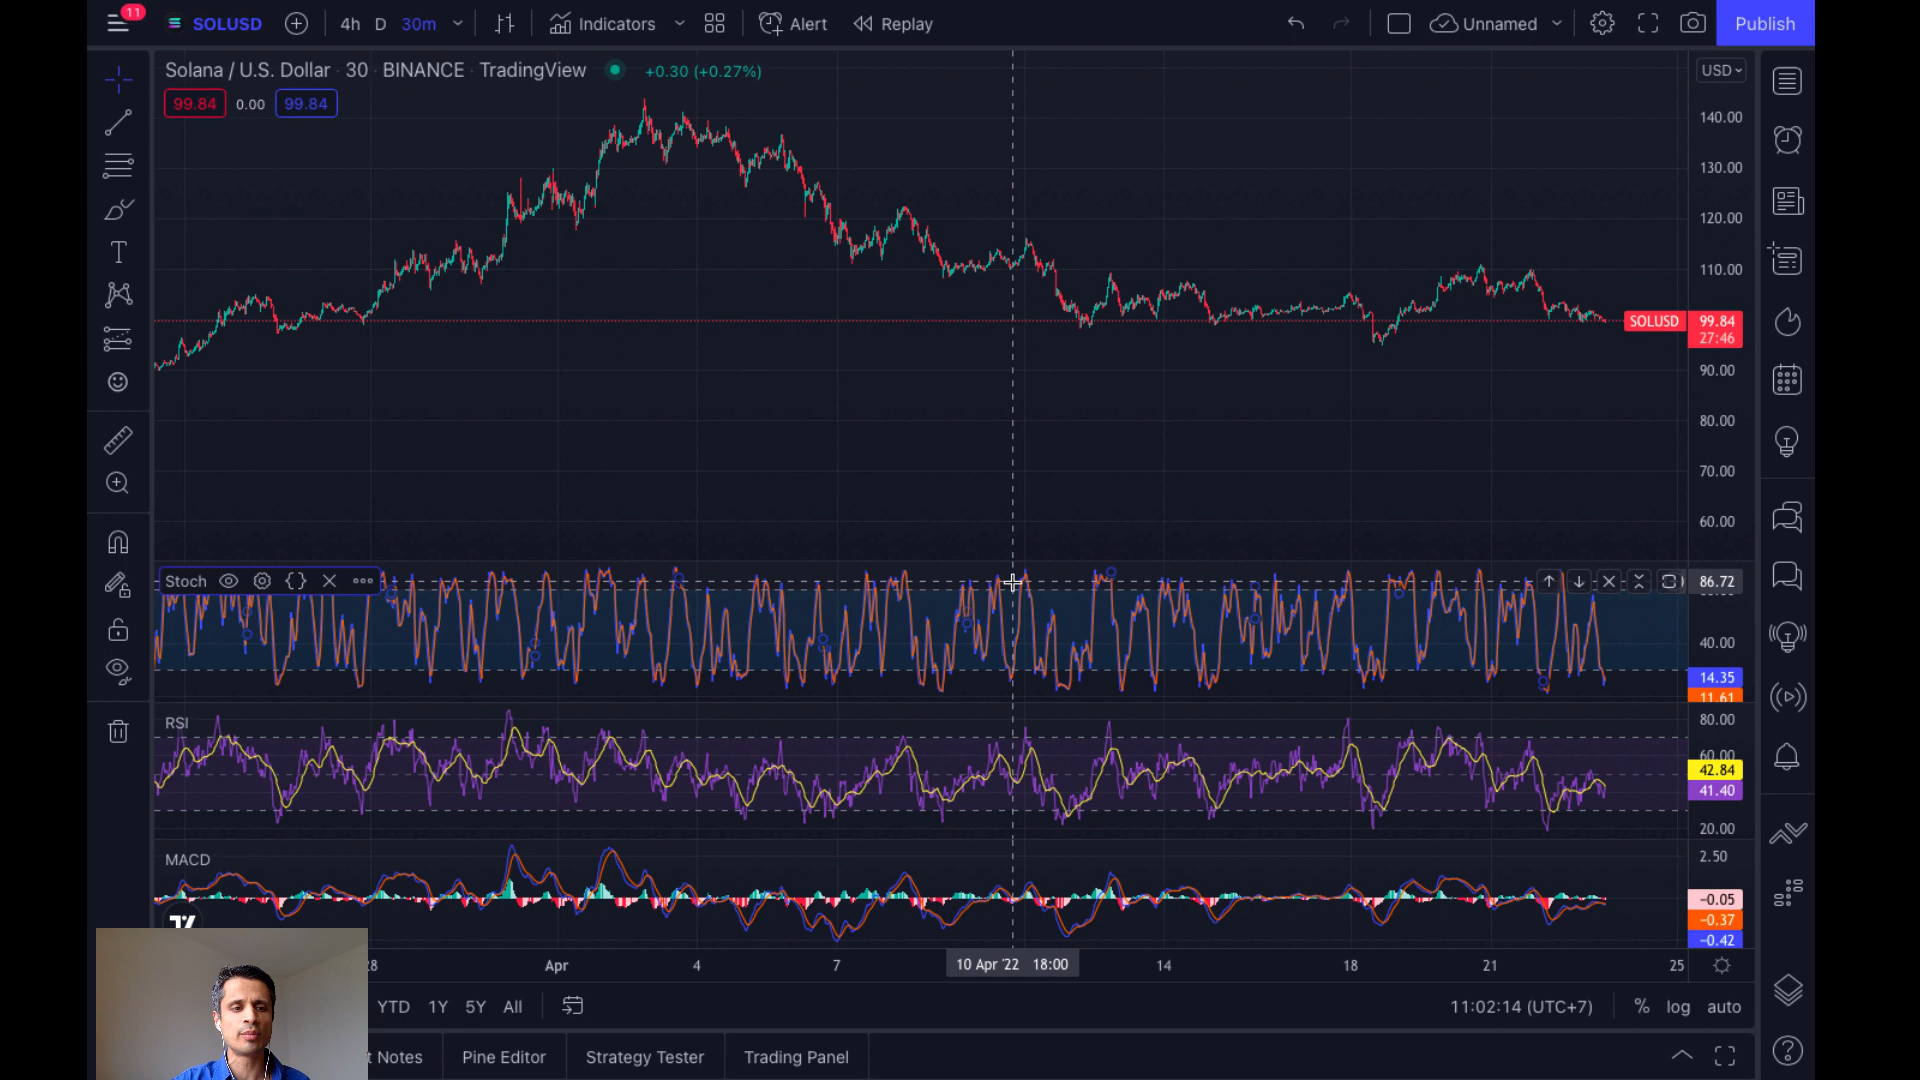 11
SOLUSD
4h D 30m
Indicators
Alert
Replay
Unnamed
Publish
Solana / U.S. Dollar · 30 · BINANCE · TradingView
+0.30 (+0.27%)
USD
99.84
0.00
99.84
140.00
130.00
120.00
110.00
SOLUSD
99.84
27:46
90.00
80.00
70.00
60.00
Stoch
86.72
40.00
14.35
11.61
RSI
80.00
60.00
42.84
41.40
20.00
MACD
2.50
−0.05
−0.37
−0.42
28
Apr
4
7
10 Apr '22 18:00
14
18
21
25
YTD 1Y 5Y All
11:02:14 (UTC+7)
% log auto
t Notes
Pine Editor
Strategy Tester
Trading Panel